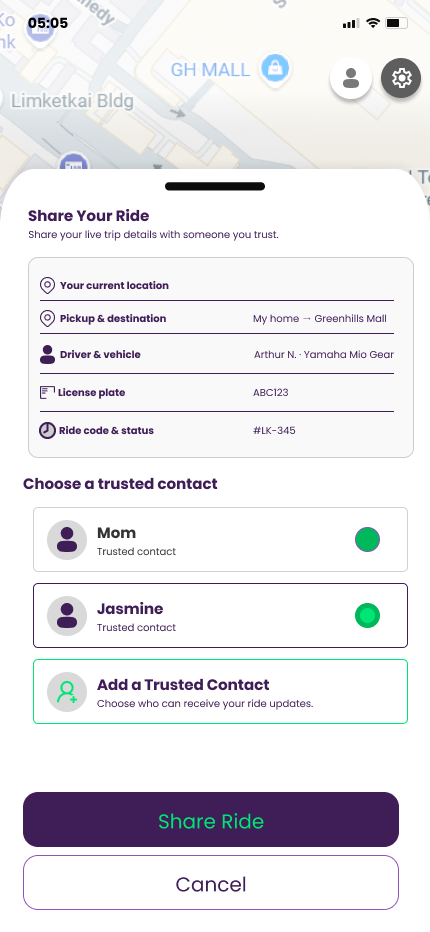 Ko
05:05
nedy
nk
GH MALL
Limketkai Bldg
Share Your Ride
Share your live trip details with someone you trust.
Your current location
Pickup & destination My home → Greenhills Mall
Driver & vehicle Arthur N. · Yamaha Mio Gear
License plate ABC123
Ride code & status #LK-345
Choose a trusted contact
Mom
Trusted contact
Jasmine
Trusted contact
Add a Trusted Contact
Choose who can receive your ride updates.
Share Ride
Cancel